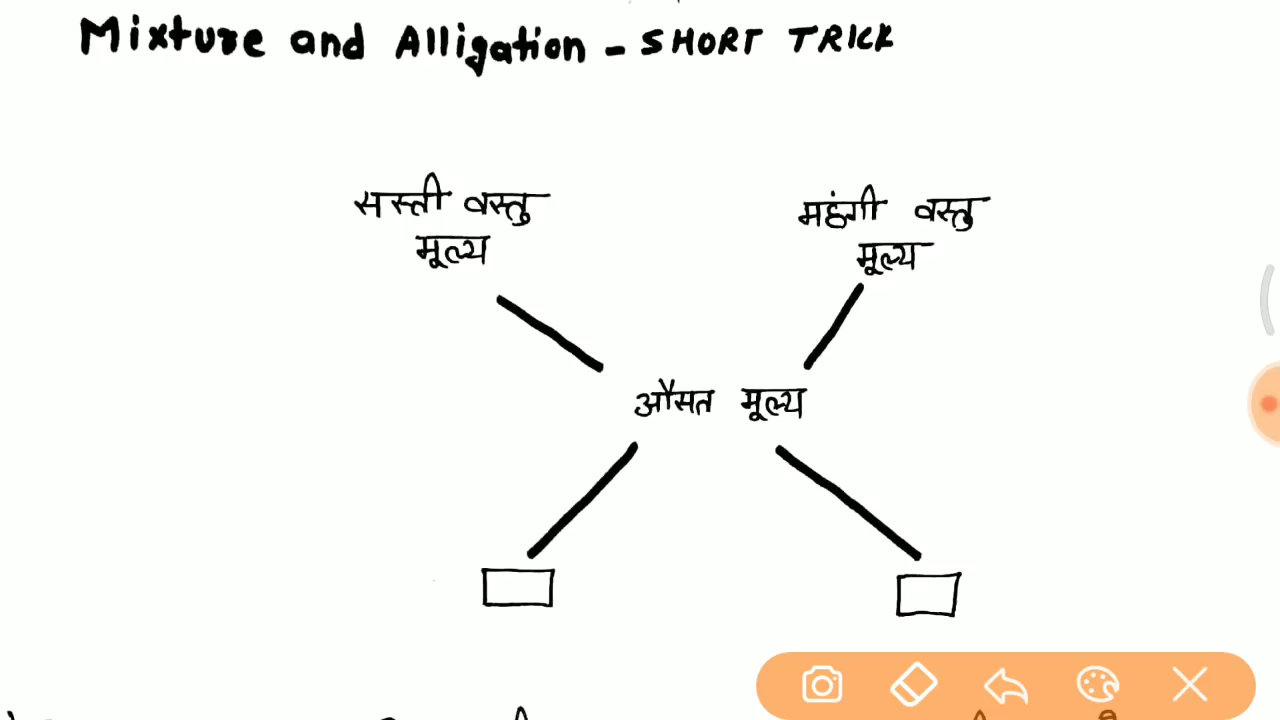 Mixture and Alligation - SHORT TRICK
सस्ती वस्तु
मूल्य
महंगी वस्तु
मूल्य
औसत मूल्य